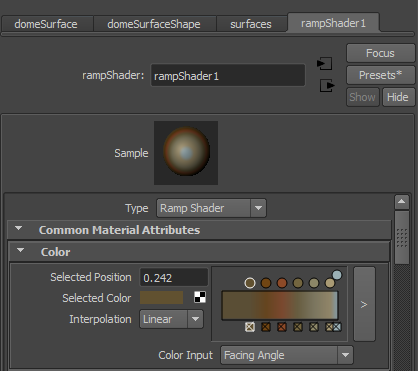 domeSurface domeSurfaceShape surfaces rampShader1
Focus
rampShader: rampShader1
Presets*
Show Hide
Sample
Type Ramp Shader
Common Material Attributes
Color
Selected Position 0.242
Selected Color
Interpolation Linear
>
Color Input Facing Angle